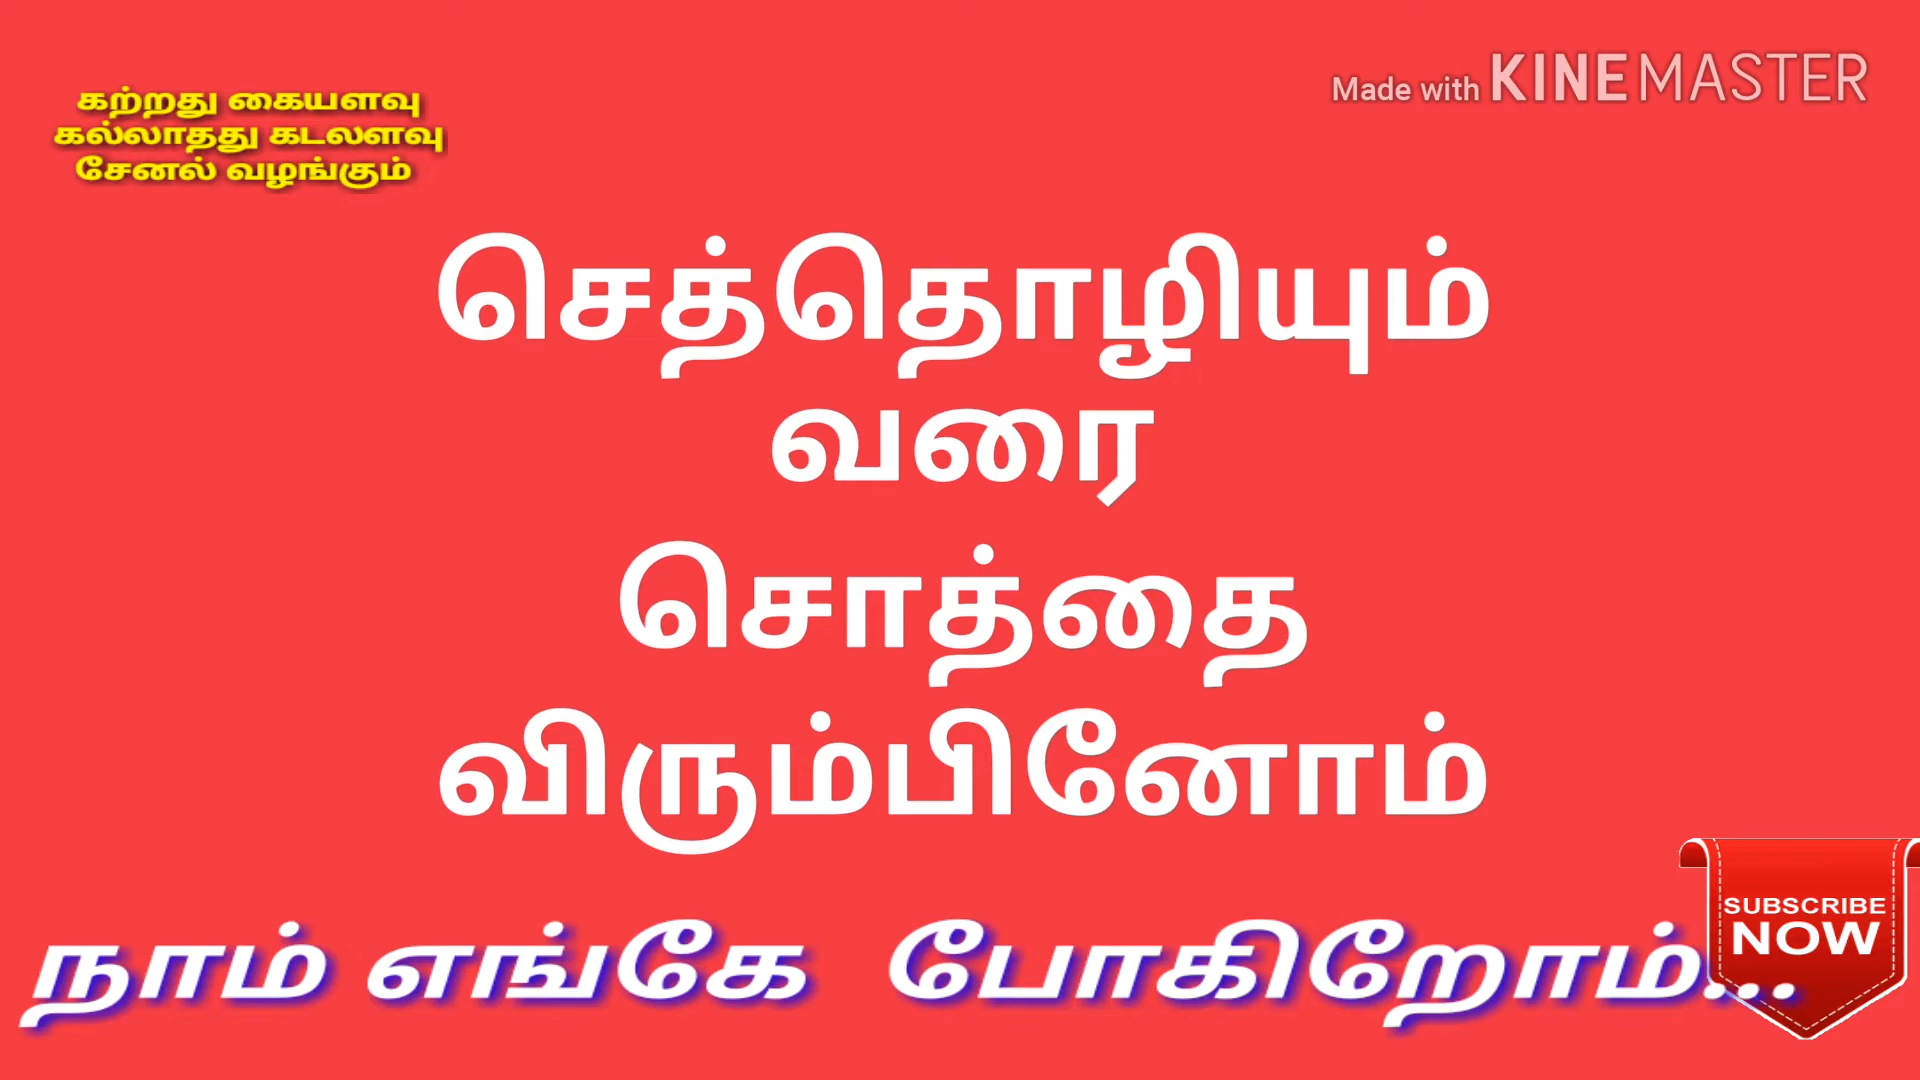 கற்றது கையளவு
கல்லாதது கடலளவு
சேனல் வழங்கும்
Made with KINEMASTER
செத்தொழியும்
வரை
சொத்தை
விரும்பினோம்
நாம் எங்கே போகிறோம்...
SUBSCRIBE
NOW